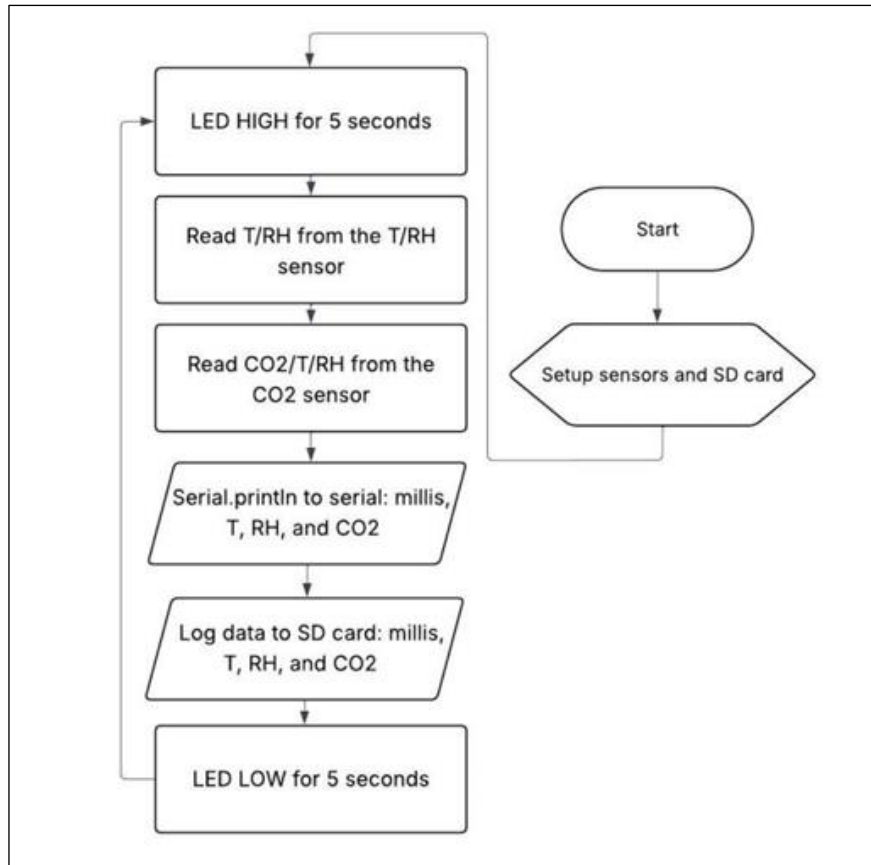 LED HIGH for 5 seconds
Read T/RH from the T/RH
sensor
Start
Read CO2/T/RH from the
CO2 sensor
Setup sensors and SD card
Serial.println to serial: millis,
T, RH, and CO2
Log data to SD card: millis,
T, RH, and CO2
LED LOW for 5 seconds